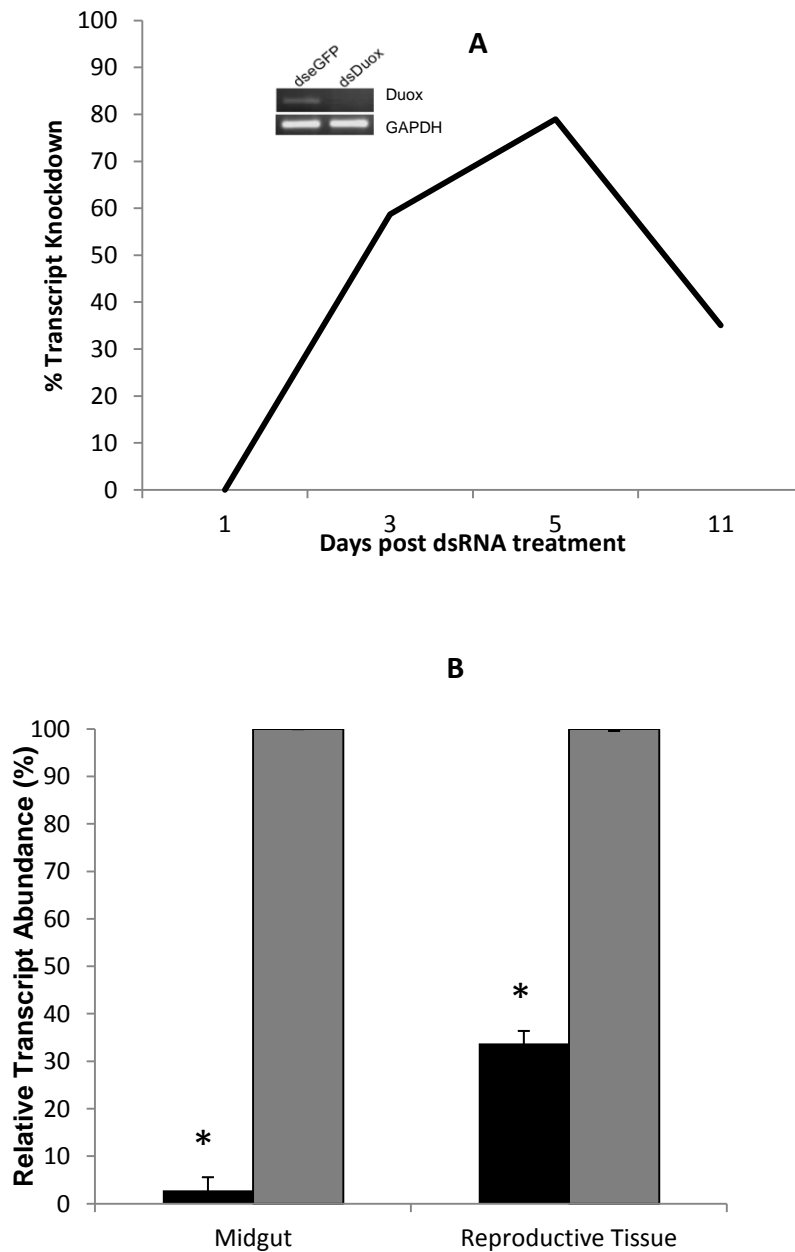 A
100
90
80
70
60
50
40
30
20
10
0
% Transcript Knockdown
dseGFP dsDuox
Duox
GAPDH
1 3 5 11
Days post dsRNA treatment
B
100
90
80
70
60
50
40
30
20
10
0
Relative Transcript Abundance (%)
*
*
Midgut Reproductive Tissue